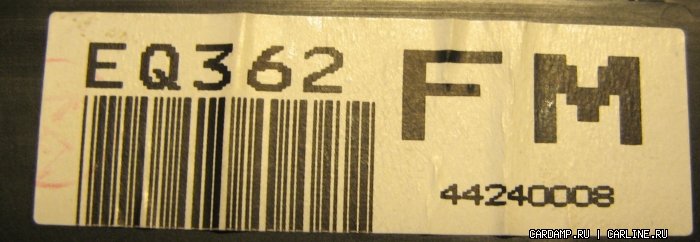 EQ362
FM
44240008
CARDAMP.RU | CARLINE.RU